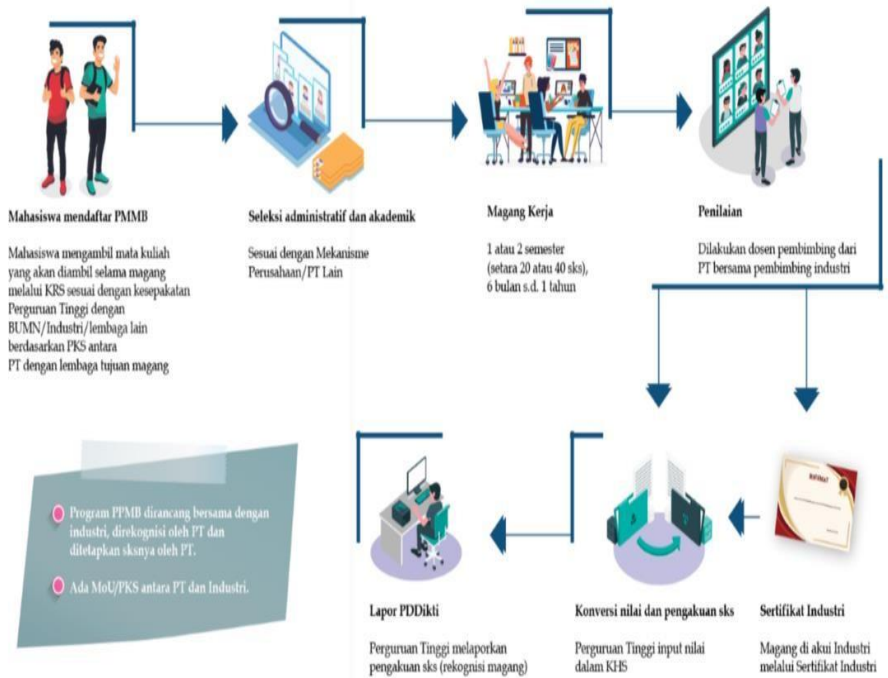 Mahasiswa mendaftar PMMB
Mahasiswa mengambil mata kuliah
yang akan diambil selama magang
melalui KRS sesuai dengan kesepakatan
Perguruan Tinggi dengan
BUMN/Industri/lembaga lain
berdasarkan PKS antara
PT dengan lembaga tujuan magang
Seleksi administratif dan akademik
Sesuai dengan Mekanisme
Perusahaan/PT Lain
Magang Kerja
1 atau 2 semester
(setara 20 atau 40 sks),
6 bulan s.d. 1 tahun
Penilaian
Dilakukan dosen pembimbing dari
PT bersama pembimbing industri
Program PPMB dirancang bersama dengan
industri, direkognisi oleh PT dan
ditetapkan sksnya oleh PT.
Ada MoU/PKS antara PT dan Industri.
Lapor PDDikti
Perguruan Tinggi melaporkan
pengakuan sks (rekognisi magang)
Konversi nilai dan pengakuan sks
Perguruan Tinggi input nilai
dalam KHS
Sertifikat Industri
Magang di akui Industri
melalui Sertifikat Industri